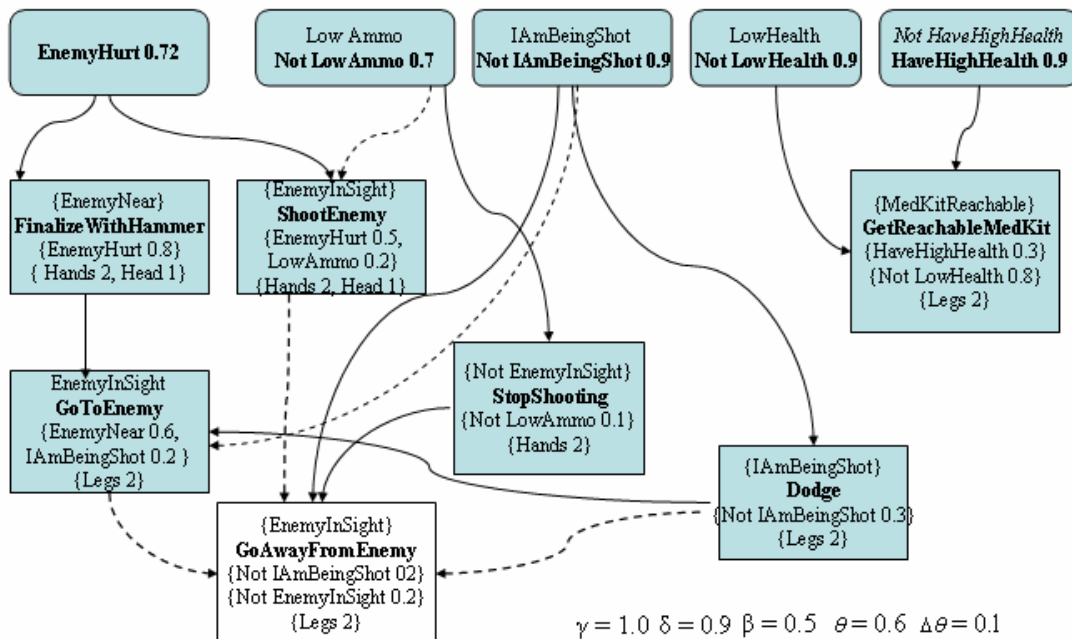 EnemyHurt 0.72
Low Ammo
Not LowAmmo 0.7
IAmBeingShot
Not IAmBeingShot 0.9
LowHealth
Not LowHealth 0.9
Not HaveHighHealth
HaveHighHealth 0.9
{EnemyNear}
FinalizeWithHammer
{EnemyHurt 0.8}
{ Hands 2, Head 1}
{EnemyInSight}
ShootEnemy
{EnemyHurt 0.5,
LowAmmo 0.2}
{Hands 2, Head 1}
{MedKitReachable}
GetReachableMedKit
{HaveHighHealth 0.3}
{Not LowHealth 0.8}
{Legs 2}
EnemyInSight
GoToEnemy
{EnemyNear 0.6,
IAmBeingShot 0.2 }
{Legs 2}
{Not EnemyInSight}
StopShooting
{Not LowAmmo 0.1}
{Hands 2}
{IAmBeingShot}
Dodge
{Not IAmBeingShot 0.3}
{Legs 2}
{EnemyInSight}
GoAwayFromEnemy
{Not IAmBeingShot 02}
{Not EnemyInSight 0.2}
{Legs 2}
γ = 1.0 δ = 0.9 β = 0.5 θ = 0.6 Δθ = 0.1